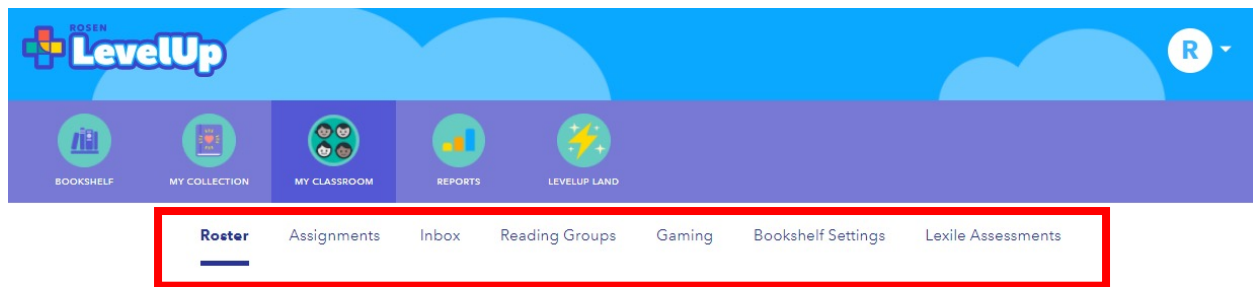 ROSEN
LevelUp
R
BOOKSHELF MY COLLECTION MY CLASSROOM REPORTS LEVELUP LAND
Roster Assignments Inbox Reading Groups Gaming Bookshelf Settings Lexile Assessments